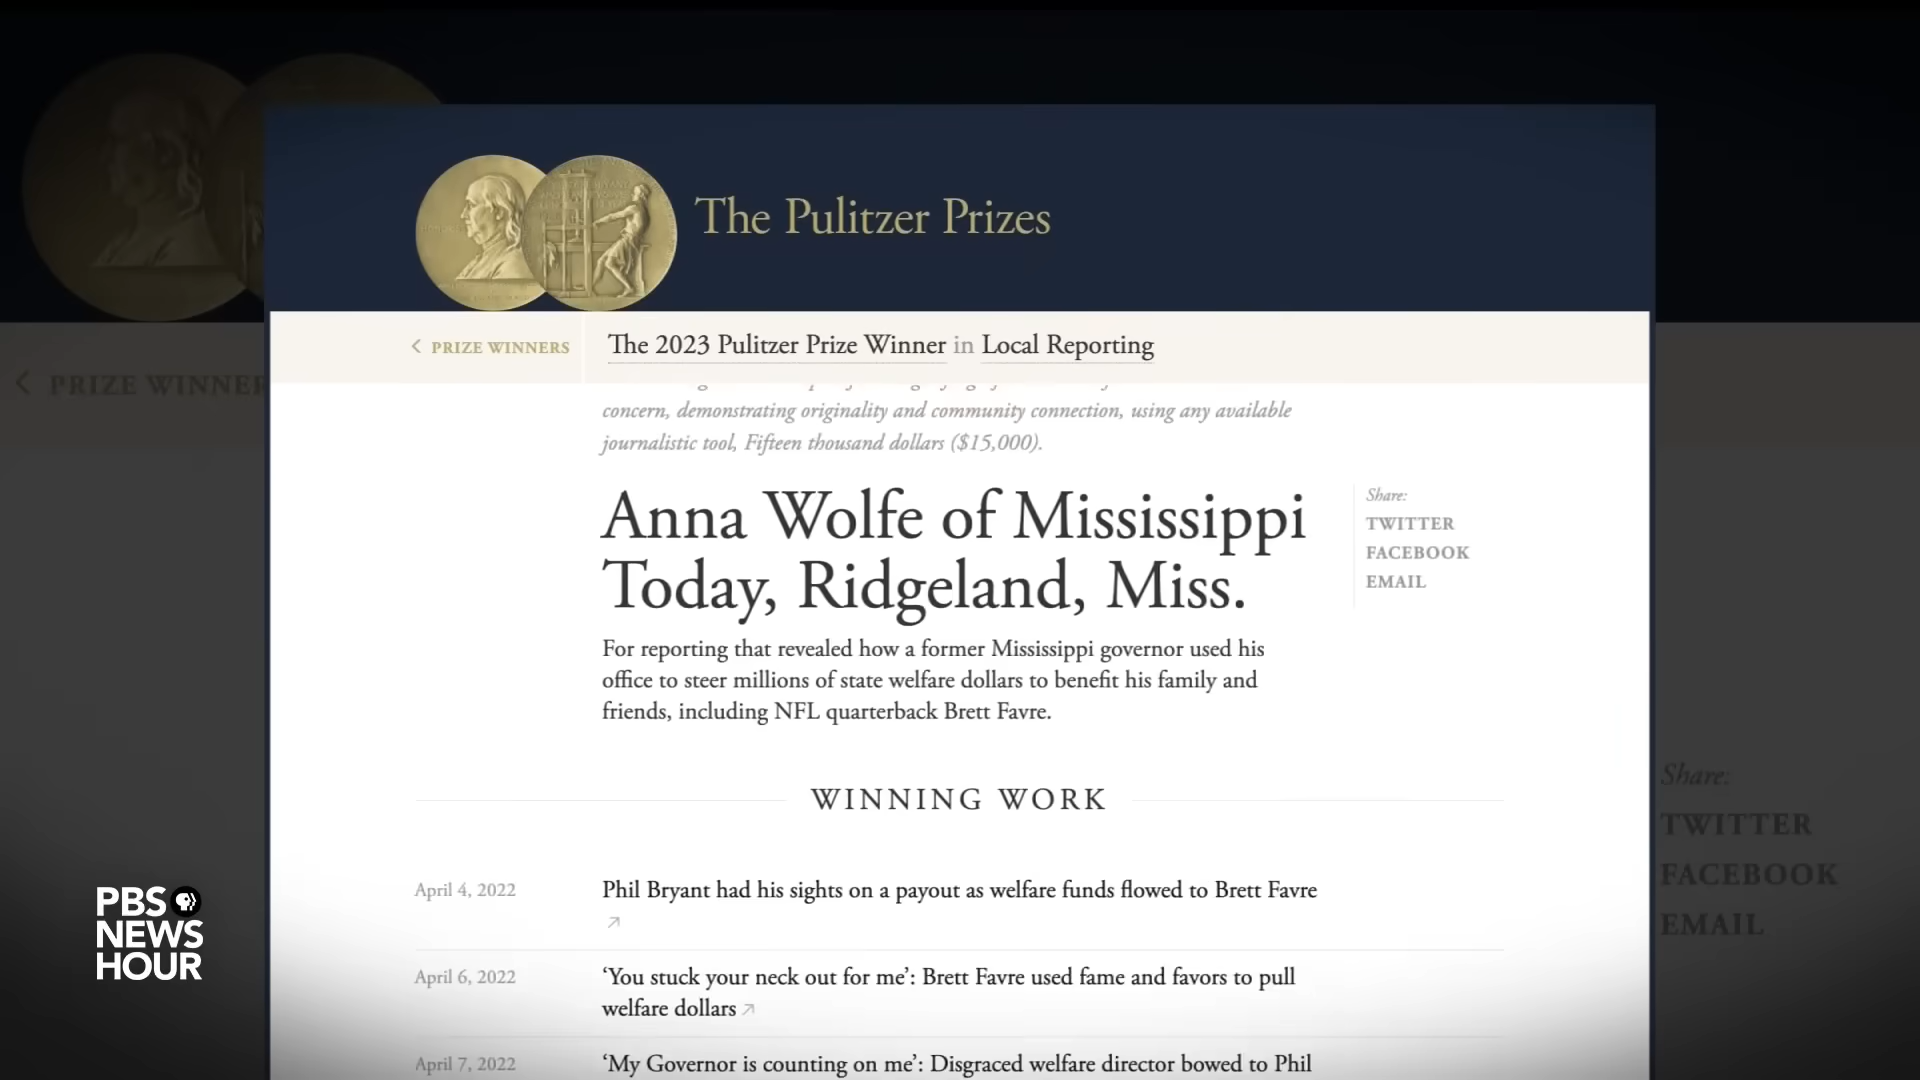 The Pulitzer Prizes
PRIZE WINNERS
The 2023 Pulitzer Prize Winner in Local Reporting
PRIZE WINNER
concern, demonstrating originality and community connection, using any available
journalistic tool, Fifteen thousand dollars ($15,000).
Anna Wolfe of Mississippi
Today, Ridgeland, Miss.
Share:
TWITTER
FACEBOOK
EMAIL
For reporting that revealed how a former Mississippi governor used his
office to steer millions of state welfare dollars to benefit his family and
friends, including NFL quarterback Brett Favre.
WINNING WORK
Share:
TWITTER
FACEBOOK
EMAIL
April 4, 2022
Phil Bryant had his sights on a payout as welfare funds flowed to Brett Favre
April 6, 2022
‘You stuck your neck out for me’: Brett Favre used fame and favors to pull
welfare dollars
April 7, 2022
‘My Governor is counting on me’: Disgraced welfare director bowed to Phil
PBS
NEWS
HOUR